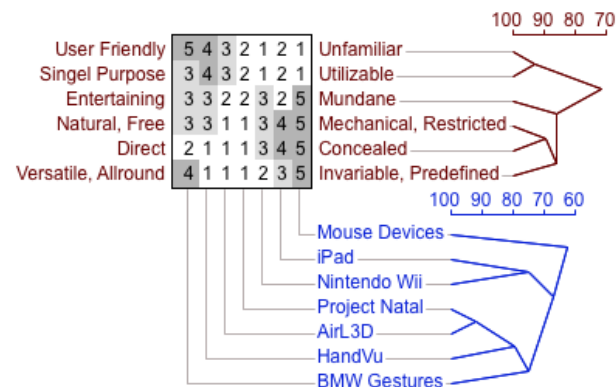 100 90 80 70
User Friendly 5 4 3 2 1 2 1 Unfamiliar
Singel Purpose 3 4 3 2 1 2 1 Utilizable
Entertaining 3 3 2 2 3 2 5 Mundane
Natural, Free 3 3 1 1 3 4 5 Mechanical, Restricted
Direct 2 1 1 1 3 4 5 Concealed
Versatile, Allround 4 1 1 1 2 3 5 Invariable, Predefined
100 90 80 70 60
Mouse Devices
iPad
Nintendo Wii
Project Natal
AirL3D
HandVu
BMW Gestures